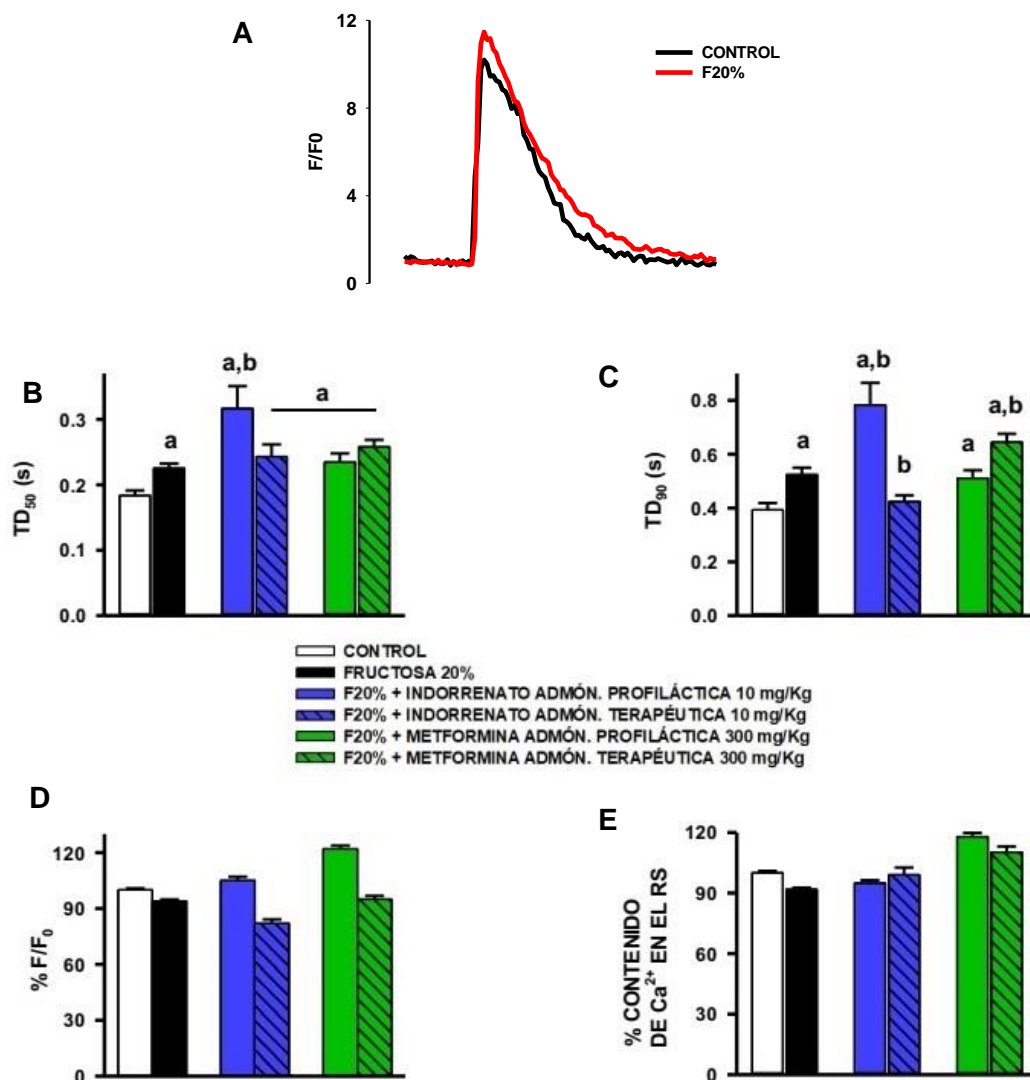 A
12
8
4
0
F/F0
CONTROL
F20%
B
a,b
a
a
0.3
0.2
0.1
0.0
TD50 (s)
C
a,b
a
b
a
a,b
0.8
0.6
0.4
0.2
0.0
TD90 (s)
CONTROL
FRUCTOSA 20%
F20% + INDORRENATO ADMÓN. PROFILÁCTICA 10 mg/Kg
F20% + INDORRENATO ADMÓN. TERAPÉUTICA 10 mg/Kg
F20% + METFORMINA ADMÓN. PROFILÁCTICA 300 mg/Kg
F20% + METFORMINA ADMÓN. TERAPÉUTICA 300 mg/Kg
D
120
90
60
30
0
% F/F0
E
120
90
60
30
0
% CONTENIDO
DE Ca2+ EN EL RS